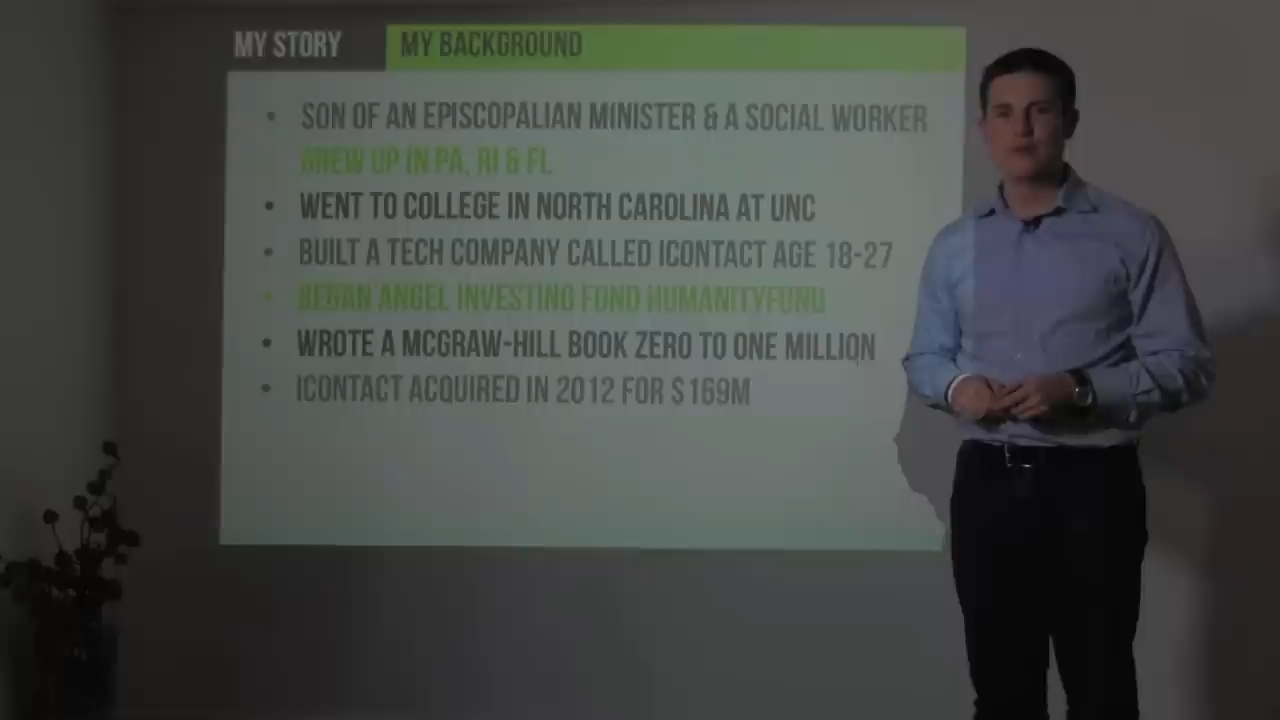 MY STORY
MY BACKGROUND
• SON OF AN EPISCOPALIAN MINISTER & A SOCIAL WORKER
GREW UP IN PA, RI & FL
• WENT TO COLLEGE IN NORTH CAROLINA AT UNC
• BUILT A TECH COMPANY CALLED ICONTACT AGE 18-27
• BEGAN ANGEL INVESTING FUND HUMANITYFUND
• WROTE A MCGRAW-HILL BOOK ZERO TO ONE MILLION
• ICONTACT ACQUIRED IN 2012 FOR $169M